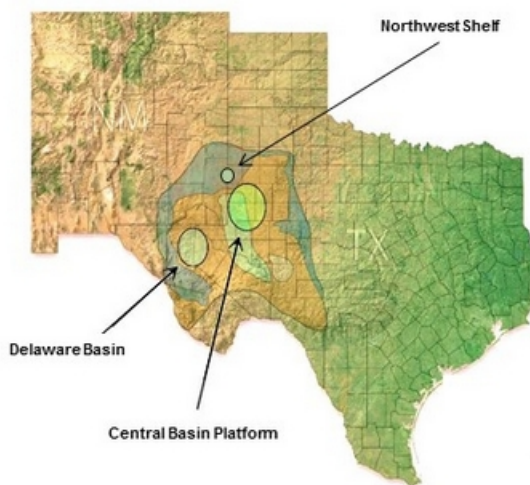 Northwest Shelf
NM
TX
Delaware Basin
Central Basin Platform